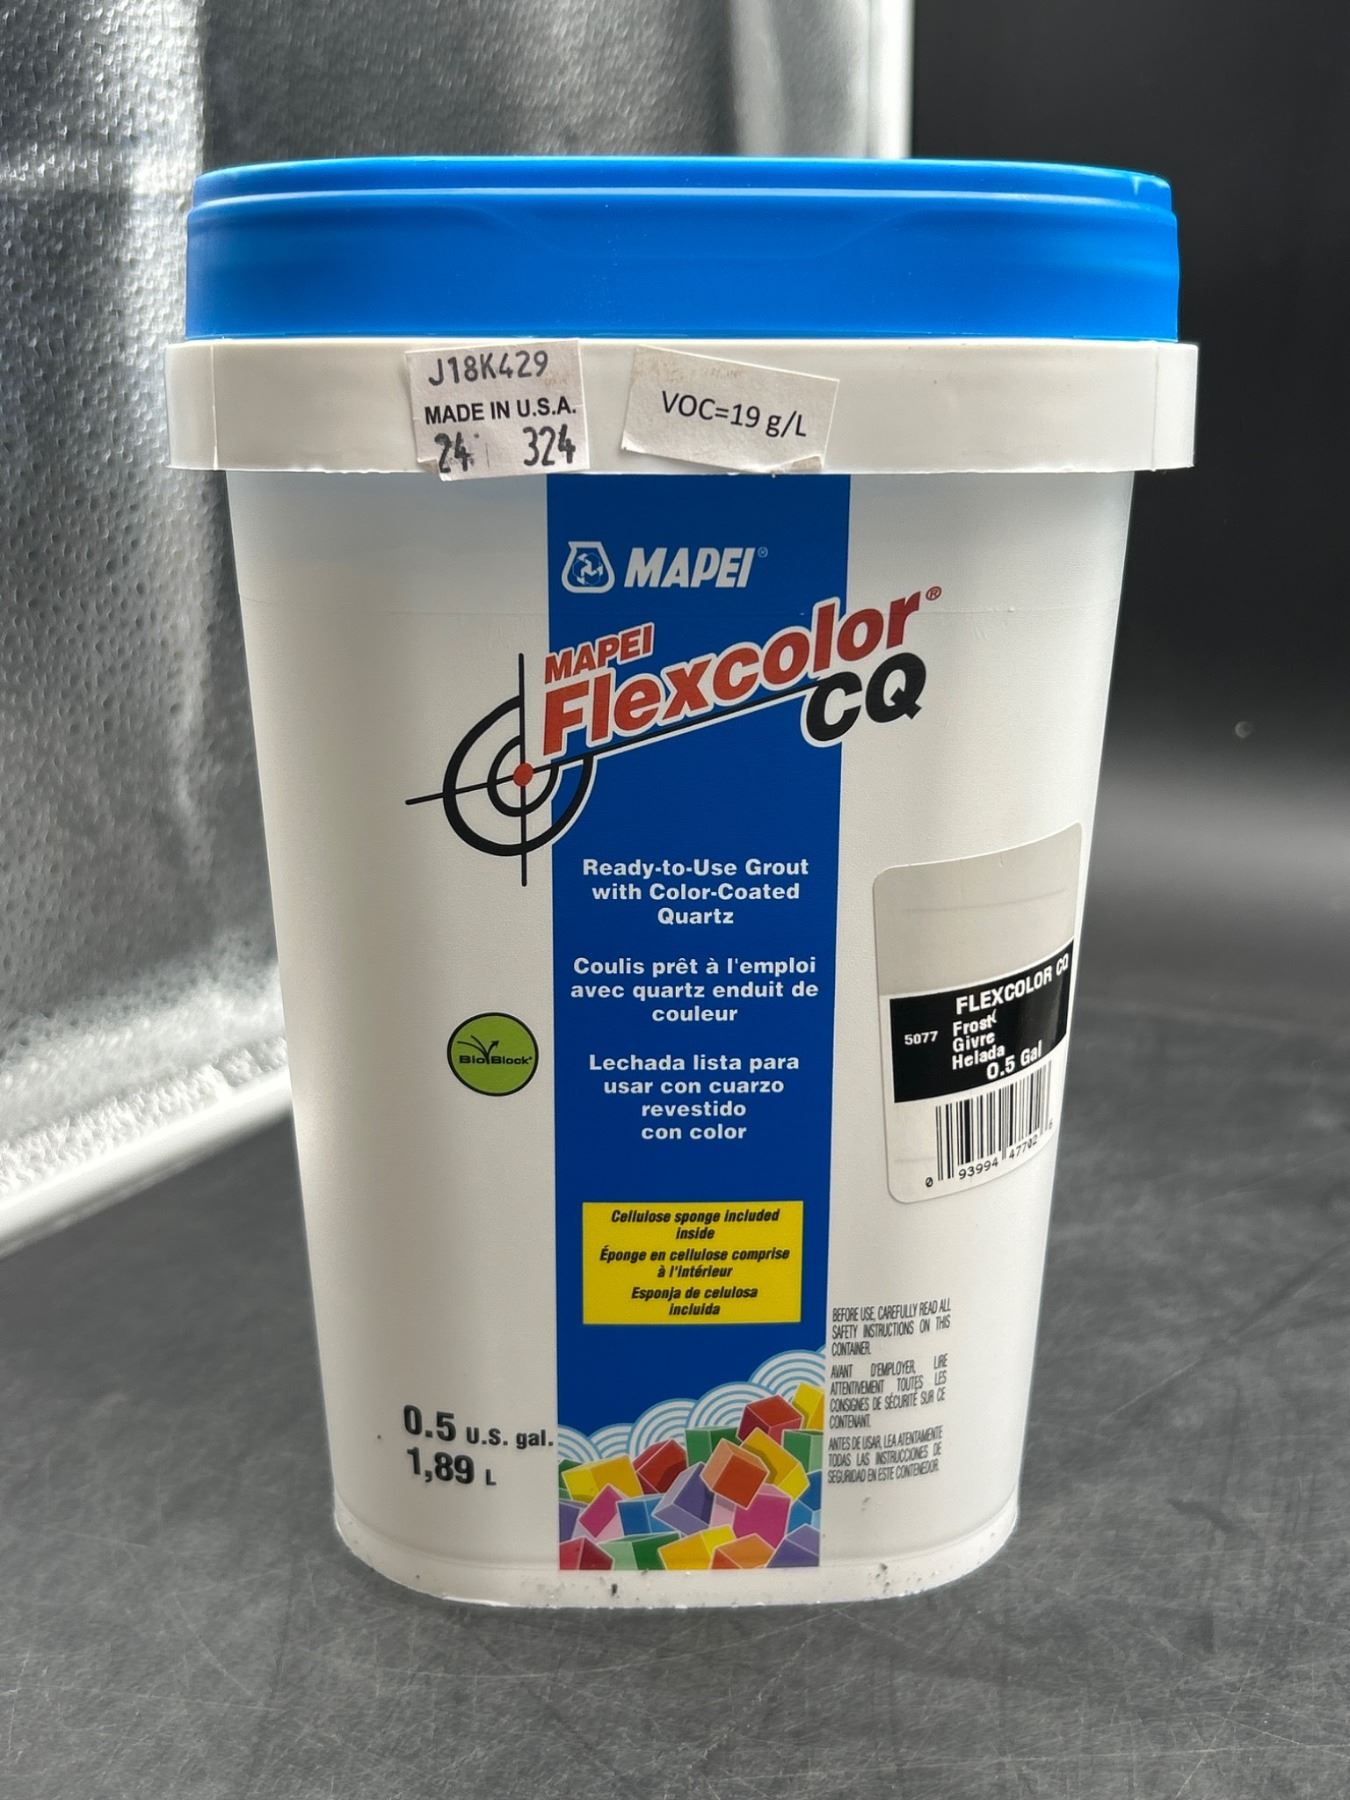 J18K429
MADE IN U.S.A.
24 324
VOC=19 g/L
MAPEI®
MAPEI
Flexcolor®
CQ
Ready-to-Use Grout
with Color-Coated
Quartz
Coulis prêt à l'emploi
avec quartz enduit de
couleur
Lechada lista para
usar con cuarzo
revestido
con color
BioBlock
FLEXCOLOR CQ
5077 Frost
Givre
Helada
0.5 Gal
0 93994 47702 6
Cellulose sponge included
inside
Éponge en cellulose comprise
à l'intérieur
Esponja de celulosa
incluida
BEFORE USE, CAREFULLY READ ALL
SAFETY INSTRUCTIONS ON THIS
CONTAINER.
AVANT D'EMPLOYER, LIRE
ATTENTIVEMENT TOUTES LES
CONSIGNES DE SÉCURITÉ SUR CE
CONTENANT.
ANTES DE USAR, LEA ATENTAMENTE
TODAS LAS INSTRUCCIONES DE
SEGURIDAD EN ESTE CONTENEDOR.
0.5 U.S. gal.
1,89 L